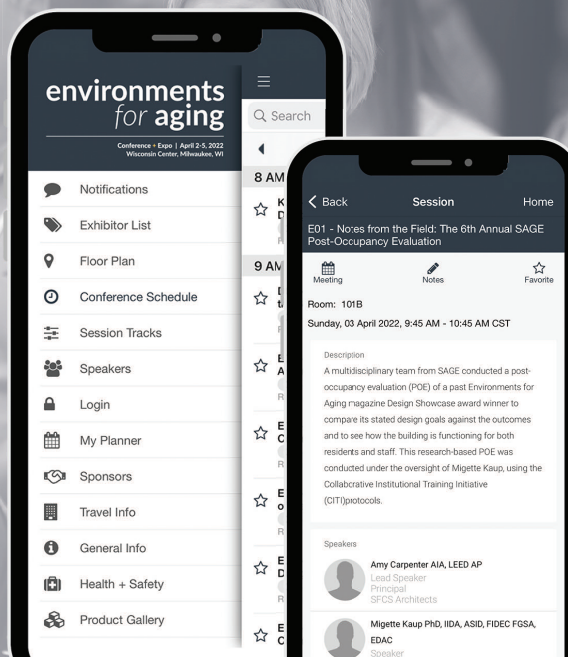 environments
for aging
Conference + Expo | April 2-5, 2022
Wisconsin Center, Milwaukee, WI
Notifications
Exhibitor List
Floor Plan
Conference Schedule
Session Tracks
Speakers
Login
My Planner
Sponsors
Travel Info
General Info
Health + Safety
Product Gallery
Search
8 AM
9 AM
Back
Session
Home
E01 - Notes from the Field: The 6th Annual SAGE
Post-Occupancy Evaluation
Meeting
Notes
Favorite
Room: 101B
Sunday, 03 April 2022, 9:45 AM - 10:45 AM CST
Description
A multidisciplinary team from SAGE conducted a post-
occupancy evaluation (POE) of a past Environments for
Aging magazine Design Showcase award winner to
compare its stated design goals against the outcomes
and to see how the building is functioning for both
residents and staff. This research-based POE was
conducted under the oversight of Migette Kaup, using the
Collaborative Institutional Training Initiative
(CITI)protocols.
Speakers
Amy Carpenter AIA, LEED AP
Lead Speaker
Principal
SFCS Architects
Migette Kaup PhD, IIDA, ASID, FIDEC FGSA,
EDAC
Speaker